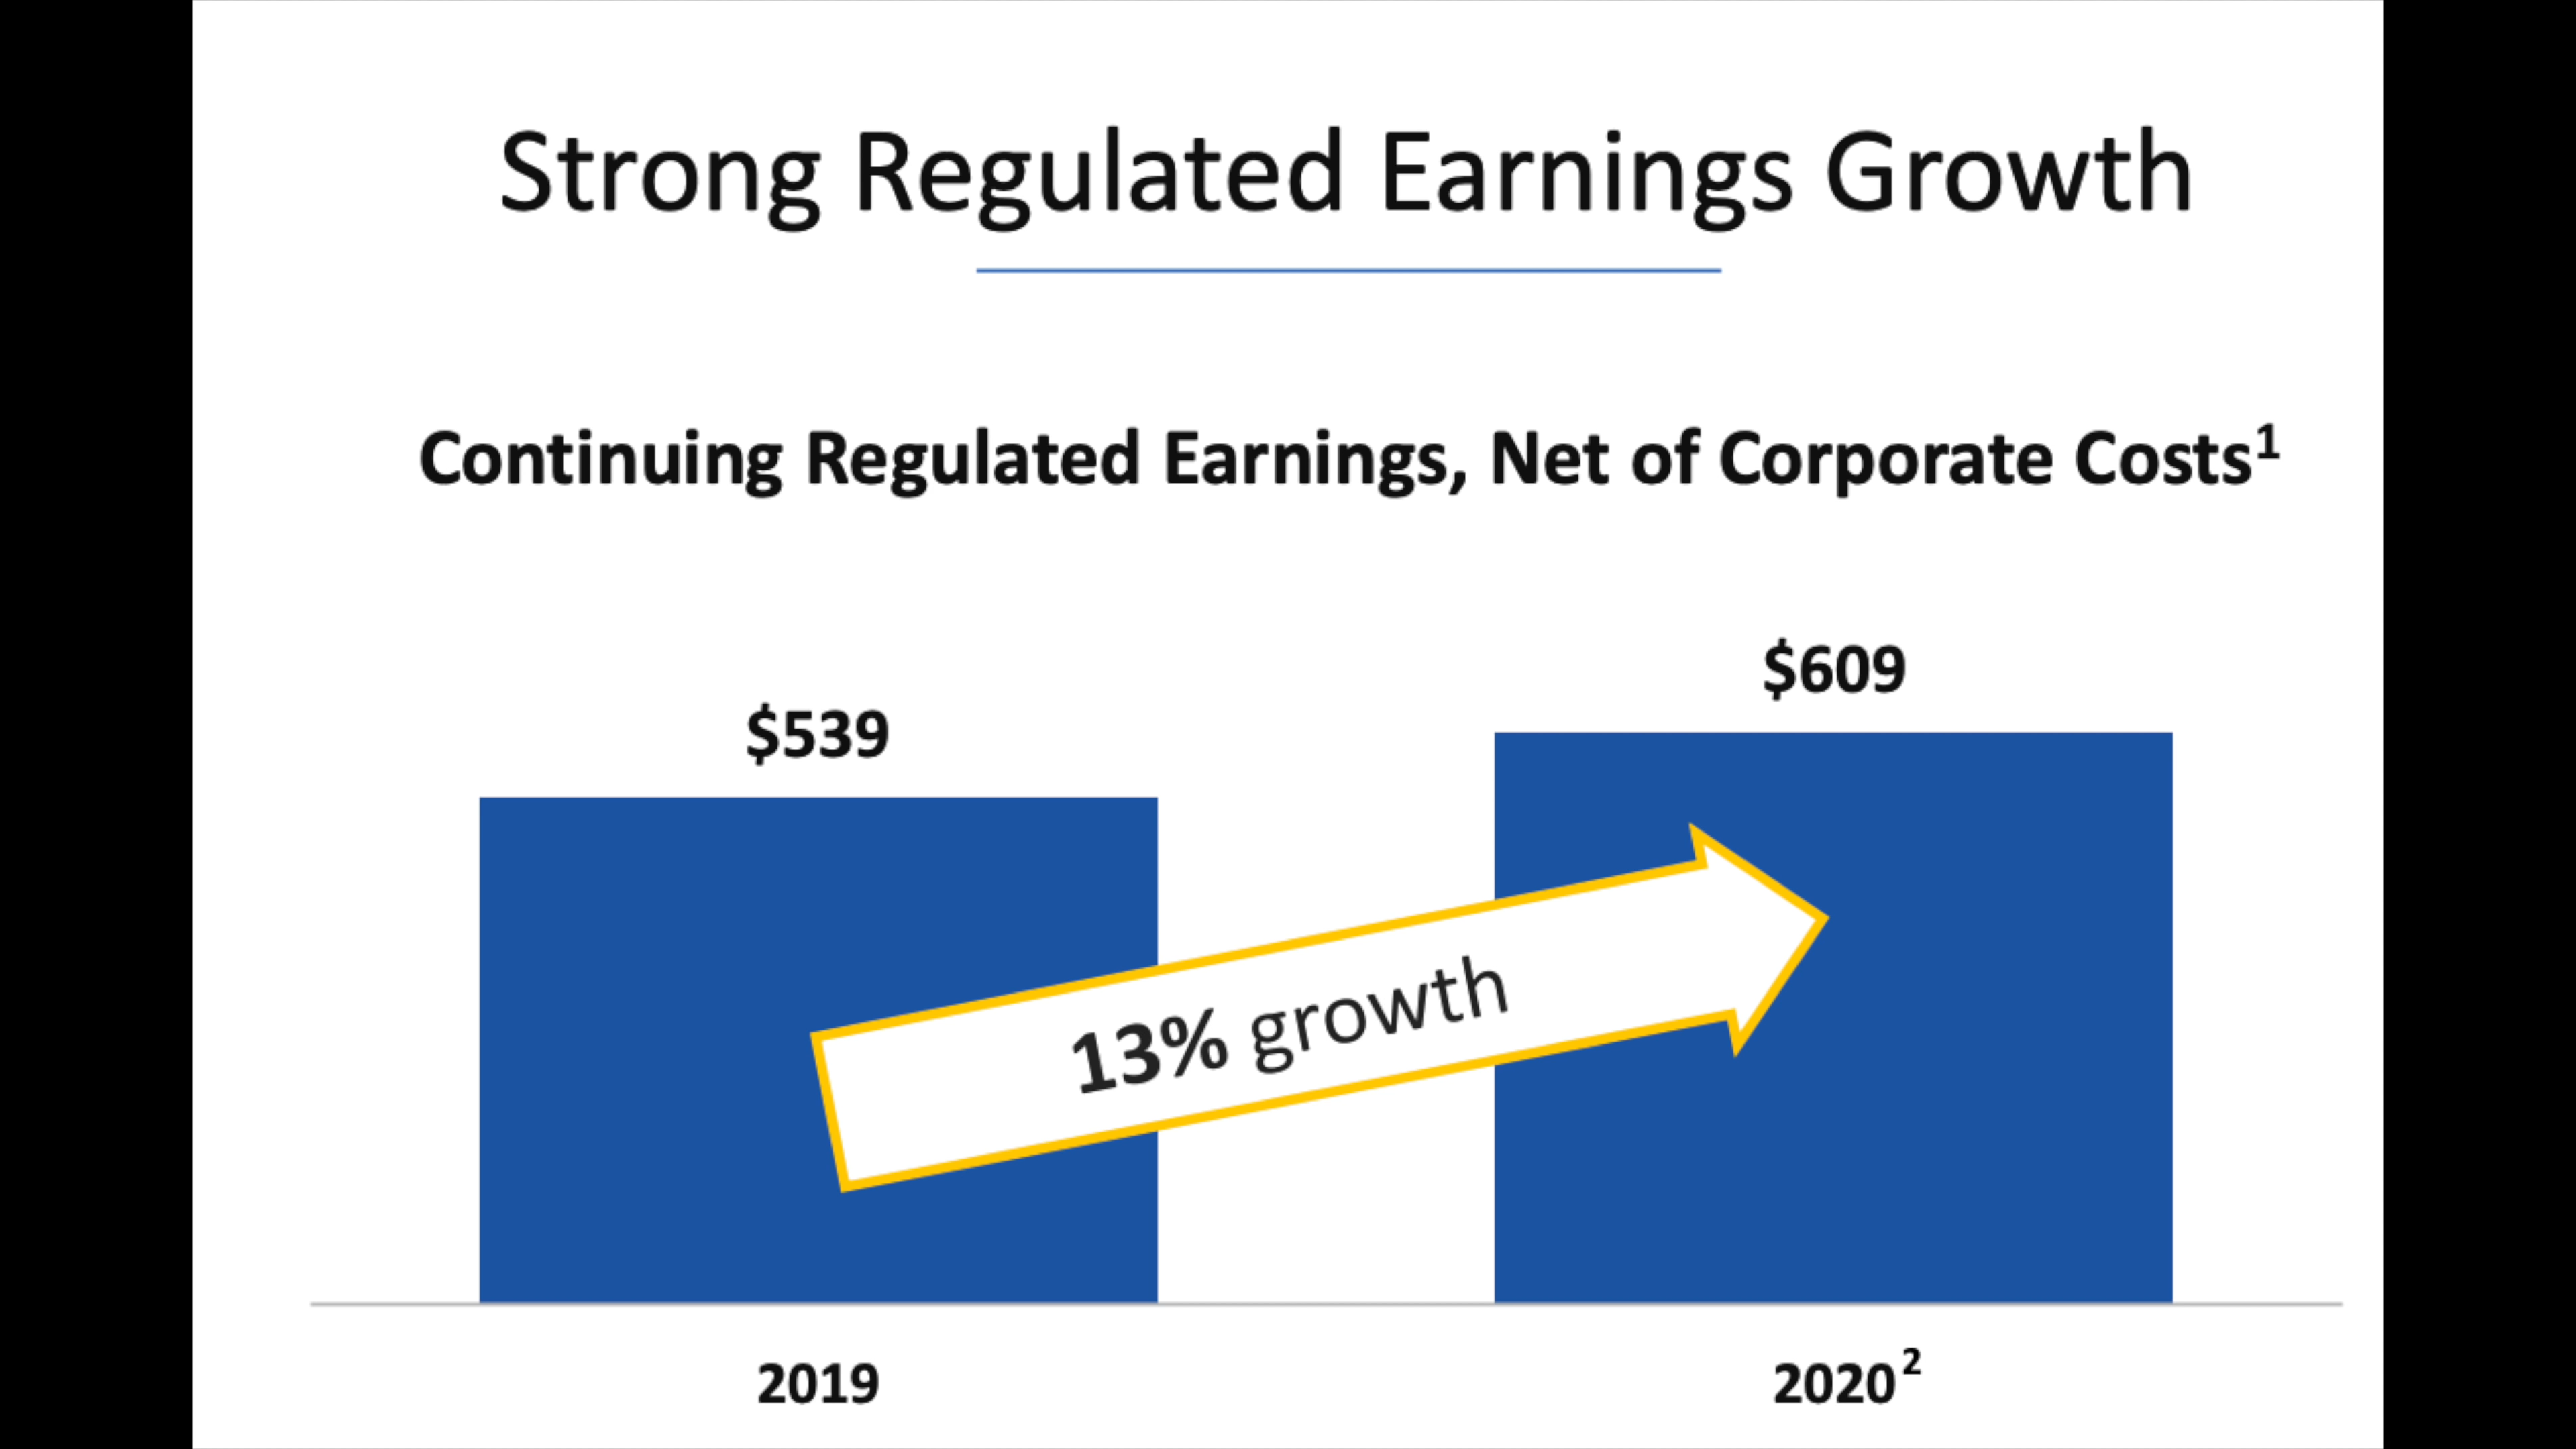 Strong Regulated Earnings Growth
Continuing Regulated Earnings, Net of Corporate Costs¹
$539
$609
13% growth
2019
2020²